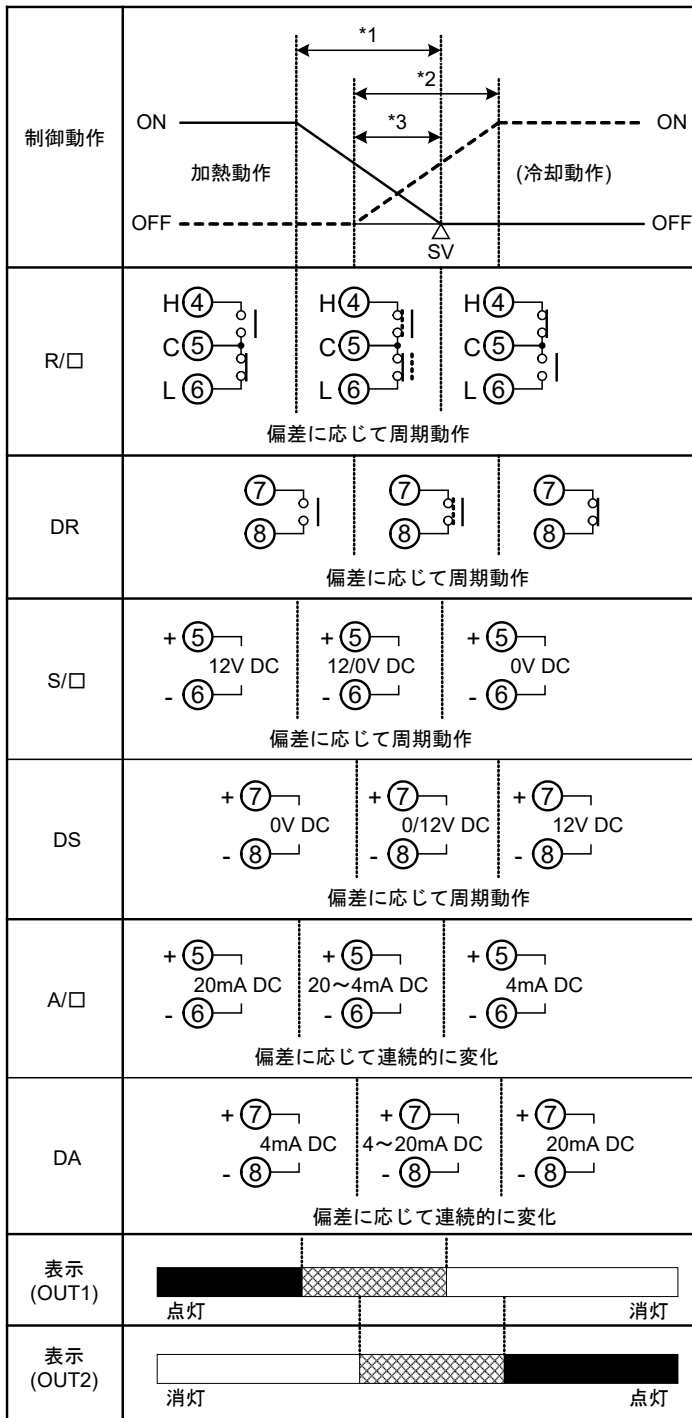 制御動作
*1
*2
*3
ON
ON
加熱動作
(冷却動作)
OFF
OFF
SV
R/□
H④
C⑤
L⑥
H④
C⑤
L⑥
H④
C⑤
L⑥
偏差に応じて周期動作
DR
⑦
⑧
⑦
⑧
⑦
⑧
偏差に応じて周期動作
S/□
+⑤
12V DC
-⑥
+⑤
12/0V DC
-⑥
+⑤
0V DC
-⑥
偏差に応じて周期動作
DS
+⑦
0V DC
-⑧
+⑦
0/12V DC
-⑧
+⑦
12V DC
-⑧
偏差に応じて周期動作
A/□
+⑤
20mA DC
-⑥
+⑤
20～4mA DC
-⑥
+⑤
4mA DC
-⑥
偏差に応じて連続的に変化
DA
+⑦
4mA DC
-⑧
+⑦
4～20mA DC
-⑧
+⑦
20mA DC
-⑧
偏差に応じて連続的に変化
表示
(OUT1)
点灯
消灯
表示
(OUT2)
消灯
点灯